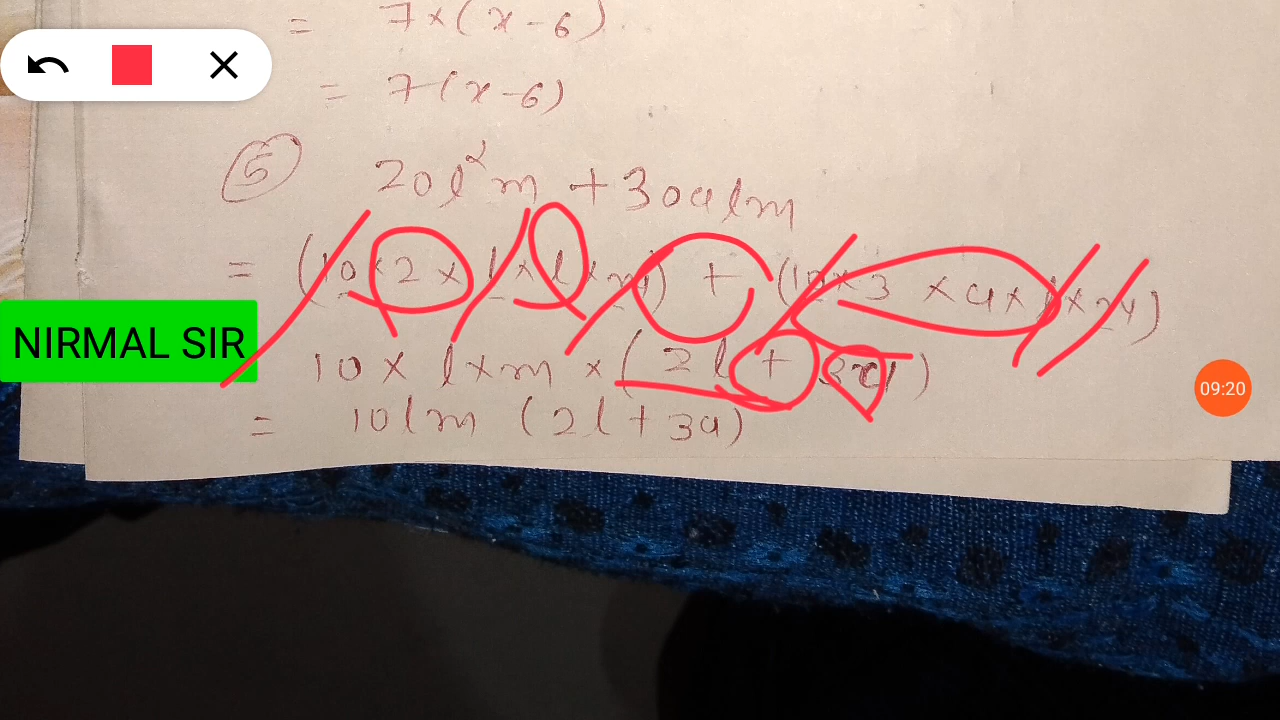 = 7×(x-6).
= 7(x-6)
5 20l²m + 30alm
= (10×2×l×l×m) + (10×3×a×l×m)
NIRMAL SIR
10×l×m×(2l+3a)
09:20
= 10lm (2l+3a)